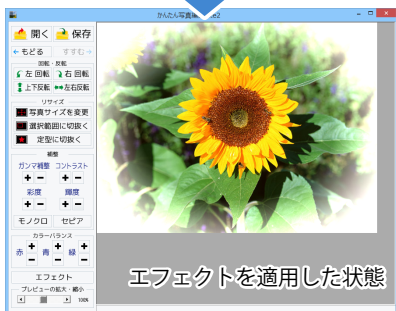 開く 保存
← もどる すすむ →
回転・反転
左 回転 右 回転
上下反転 左右反転
リサイズ
写真サイズを変更
選択範囲に切抜く
定型に切抜く
補整
ガンマ補整 コントラスト
+ - + -
彩度 輝度
+ - + -
モノクロ セピア
カラーバランス
赤 + - 青 + - 緑 + -
エフェクト
プレビューの拡大・縮小
100%
エフェクトを適用した状態